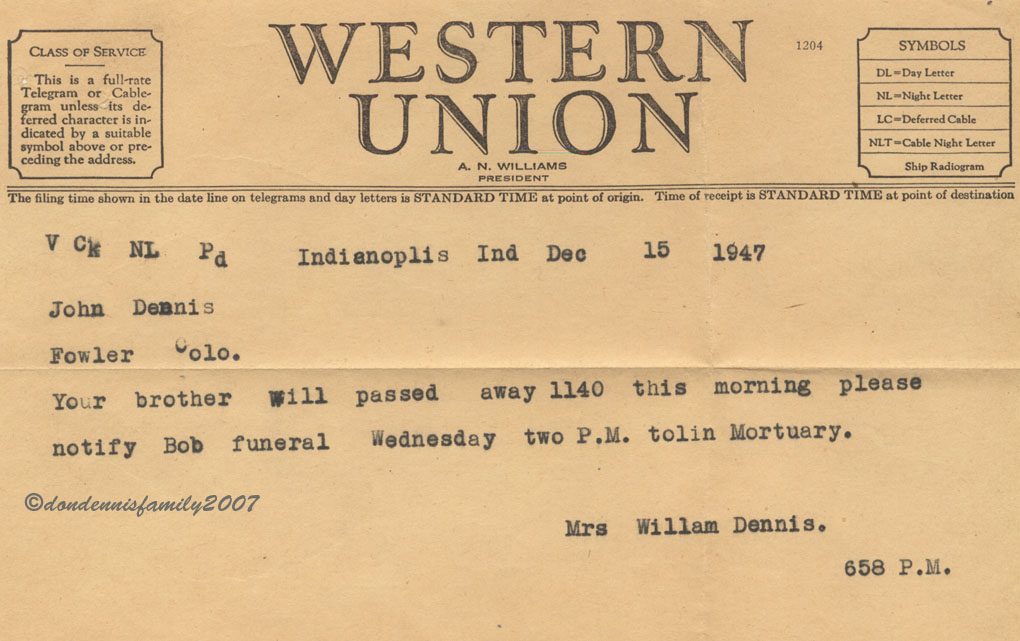 CLASS OF SERVICE
This is a full-rate
Telegram or Cable-
gram unless its de-
ferred character is in-
dicated by a suitable
symbol above or pre-
ceding the address.
WESTERN
UNION
1204
A. N. WILLIAMS
PRESIDENT
SYMBOLS
DL=Day Letter
NL=Night Letter
LC=Deferred Cable
NLT=Cable Night Letter
Ship Radiogram
The filing time shown in the date line on telegrams and day letters is STANDARD TIME at point of origin. Time of receipt is STANDARD TIME at point of destination
V Ck NL Pd Indianoplis Ind Dec 15 1947
John Dennis
Fowler Colo.
Your brother Will passed away 1140 this morning please
notify Bob funeral Wednesday two P.M. tolin Mortuary.
©dondennisfamily2007
Mrs Willam Dennis.
658 P.M.